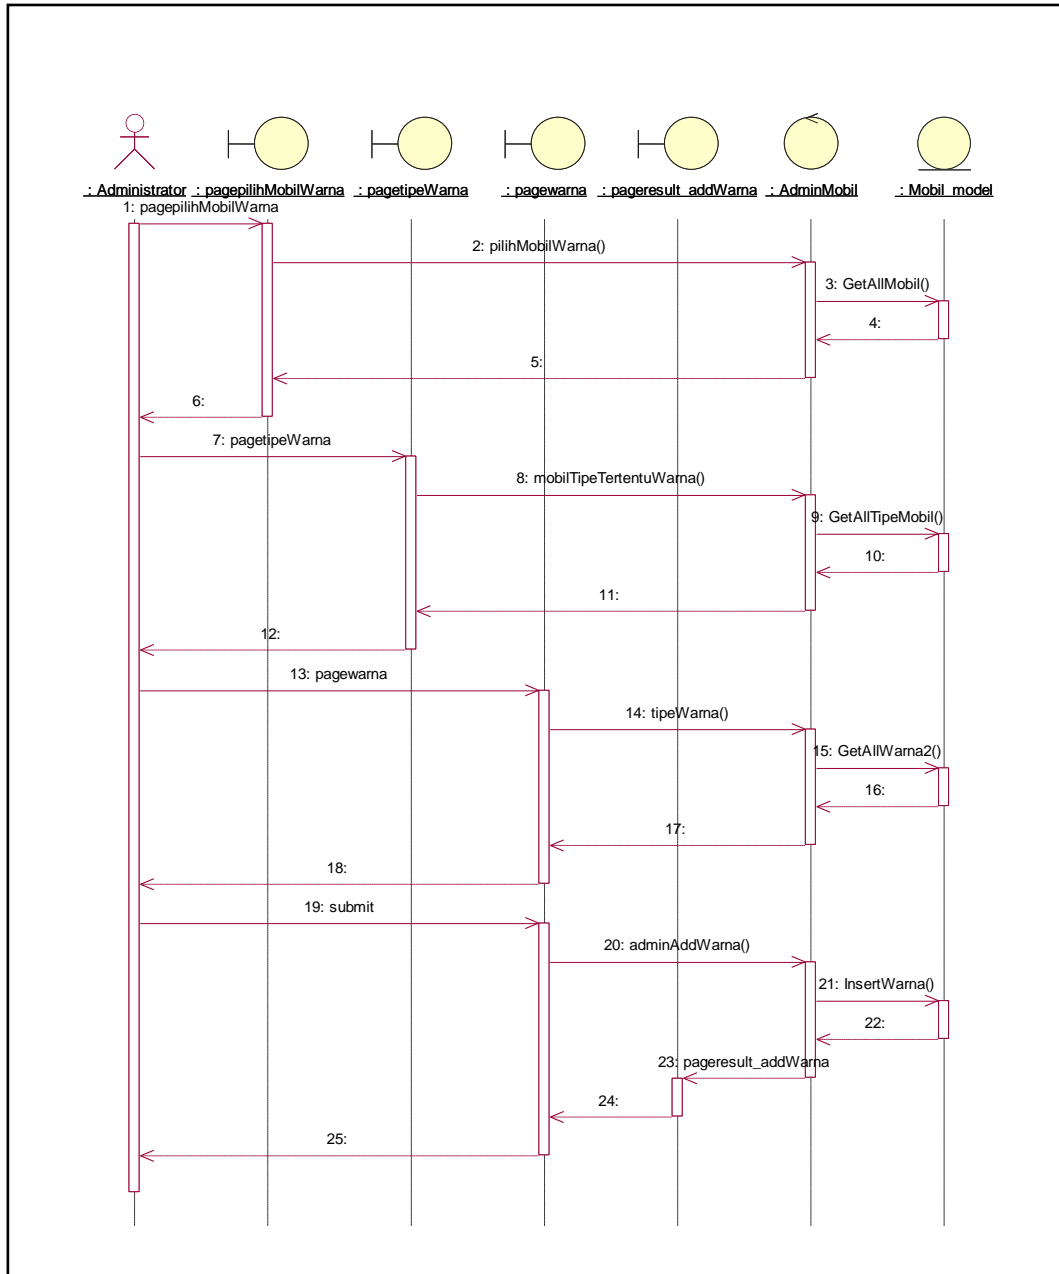 : Administrator
: pagepilihMobilWarna
: pagetipeWarna
: pagewarna
: pageresult_addWarna
: AdminMobil
: Mobil_model
1: pagepilihMobilWarna
2: pilihMobilWarna()
3: GetAllMobil()
4:
5:
6:
7: pagetipeWarna
8: mobilTipeTertentuWarna()
9: GetAllTipeMobil()
10:
11:
12:
13: pagewarna
14: tipeWarna()
15: GetAllWarna2()
16:
17:
18:
19: submit
20: adminAddWarna()
21: InsertWarna()
22:
23: pageresult_addWarna
24:
25: